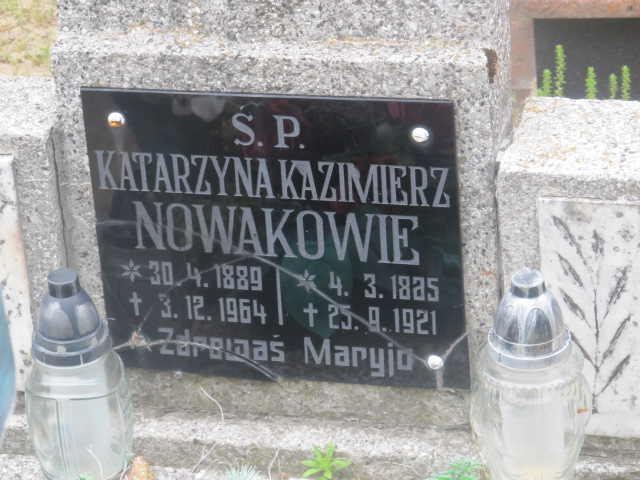 Ś. P.
KATARZYNA KAZIMIERZ
NOWAKOWIE
* 30. 4. 1889 * 4. 3. 1885
† 3. 12. 1964 † 25. 9. 1921
Zdrowaś Maryjo